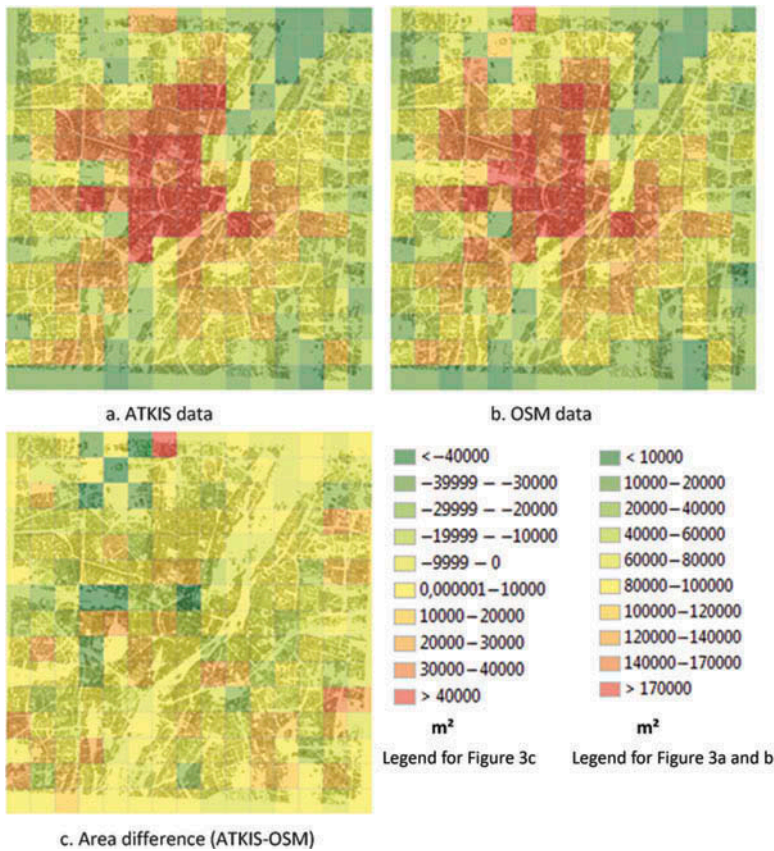 a. ATKIS data
b. OSM data
< −40000
−39999 – −30000
−29999 – −20000
−19999 – −10000
−9999 – 0
0,000001−10000
10000−20000
20000−30000
30000−40000
> 40000
m²
Legend for Figure 3c
< 10000
10000−20000
20000−40000
40000−60000
60000−80000
80000−100000
100000−120000
120000−140000
140000−170000
> 170000
m²
Legend for Figure 3a and b
c. Area difference (ATKIS-OSM)